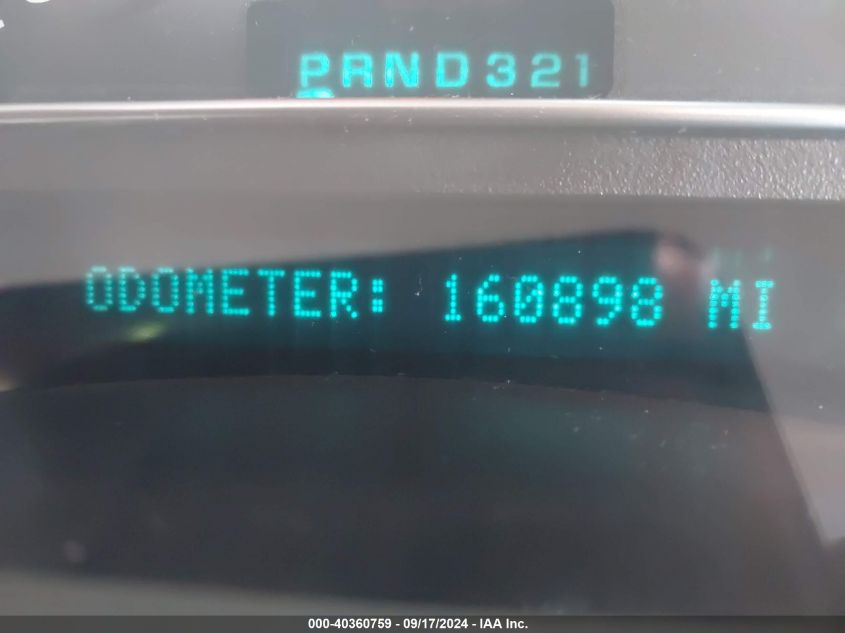 PRND321
ODOMETER: 160898 MI
000-40360759 - 09/17/2024 - IAA Inc.